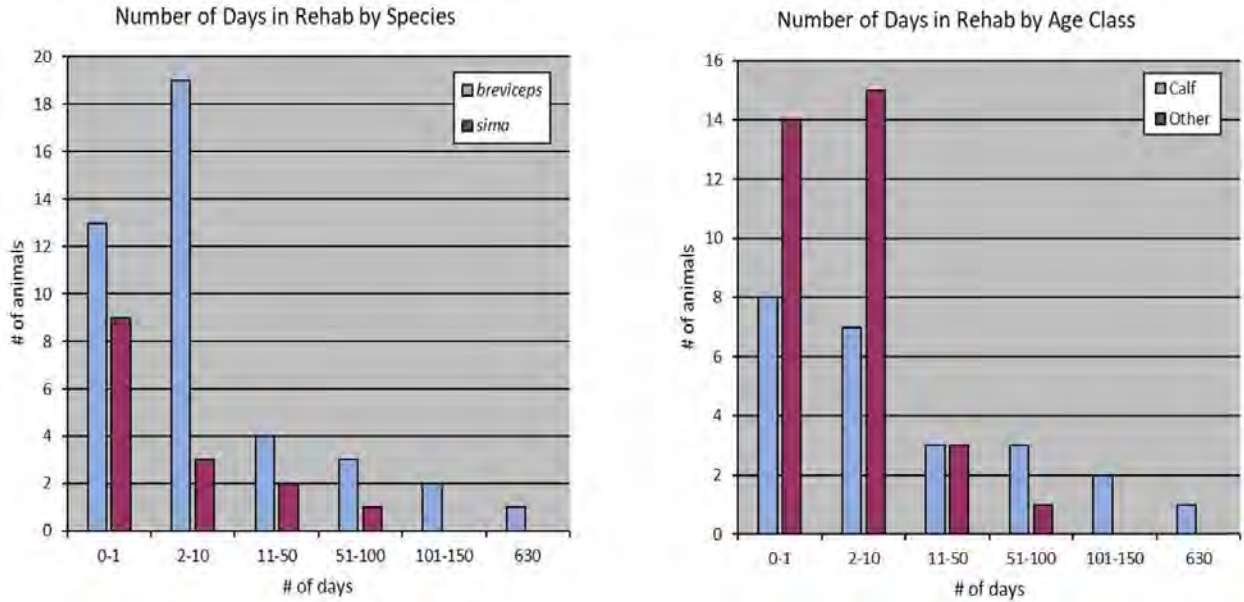 Number of Days in Rehab by Species
20
18
16
14
12
10
8
6
4
2
0
# of animals
breviceps
sima
0-1 2-10 11-50 51-100 101-150 630
# of days
Number of Days in Rehab by Age Class
16
14
12
10
8
6
4
2
0
# of animals
Calf
Other
0-1 2-10 11-50 51-100 101-150 630
# of days